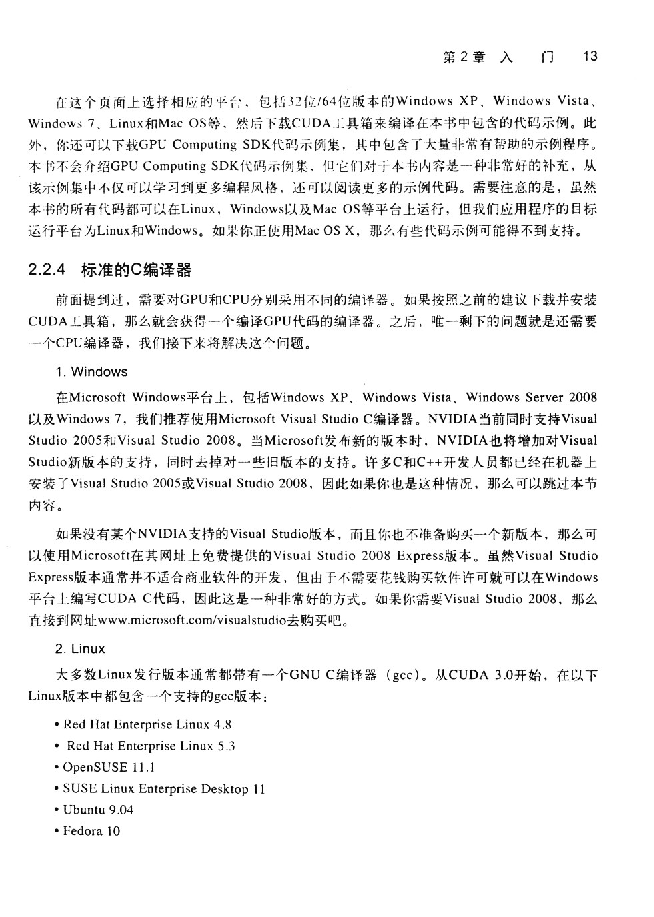 第2章 入 门 13
在这个页面上选择相应的平台，包括32位/64位版本的Windows XP、Windows Vista、
Windows 7、Linux和Mac OS等，然后下载CUDA工具箱来编译在本书中包含的代码示例。此
外，你还可以下载GPU Computing SDK代码示例集，其中包含了大量非常有帮助的示例程序。
本书不会介绍GPU Computing SDK代码示例集，但它们对于本书内容是一种非常好的补充，从
该示例集中不仅可以学习到更多编程风格，还可以阅读更多的示例代码。需要注意的是，虽然
本书的所有代码都可以在Linux，Windows以及Mac OS等平台上运行，但我们应用程序的目标
运行平台为Linux和Windows。如果你正使用Mac OS X，那么有些代码示例可能得不到支持。
2.2.4 标准的C编译器
前面提到过，需要对GPU和CPU分别采用不同的编译器。如果按照之前的建议下载并安装
CUDA工具箱，那么就会获得一个编译GPU代码的编译器。之后，唯一剩下的问题就是还需要
一个CPU编译器，我们接下来将解决这个问题。
1. Windows
在Microsoft Windows平台上，包括Windows XP、Windows Vista、Windows Server 2008
以及Windows 7，我们推荐使用Microsoft Visual Studio C编译器。NVIDIA当前同时支持Visual
Studio 2005和Visual Studio 2008。当Microsoft发布新的版本时，NVIDIA也将增加对Visual
Studio新版本的支持，同时去掉对一些旧版本的支持。许多C和C++开发人员都已经在机器上
安装了Visual Studio 2005或Visual Studio 2008，因此如果你也是这种情况，那么可以跳过本节
内容。
如果没有某个NVIDIA支持的Visual Studio版本，而且你也不准备购买一个新版本，那么可
以使用Microsoft在其网址上免费提供的Visual Studio 2008 Express版本。虽然Visual Studio
Express版本通常并不适合商业软件的开发，但由于不需要花钱购买软件许可就可以在Windows
平台上编写CUDA C代码，因此这是一种非常好的方式。如果你需要Visual Studio 2008，那么
直接到网址www.microsoft.com/visualstudio去购买吧。
2. Linux
大多数Linux发行版本通常都带有一个GNU C编译器（gcc）。从CUDA 3.0开始，在以下
Linux版本中都包含一个支持的gcc版本：
• Red Hat Enterprise Linux 4.8
• Red Hat Enterprise Linux 5.3
• OpenSUSE 11.1
• SUSE Linux Enterprise Desktop 11
• Ubuntu 9.04
• Fedora 10